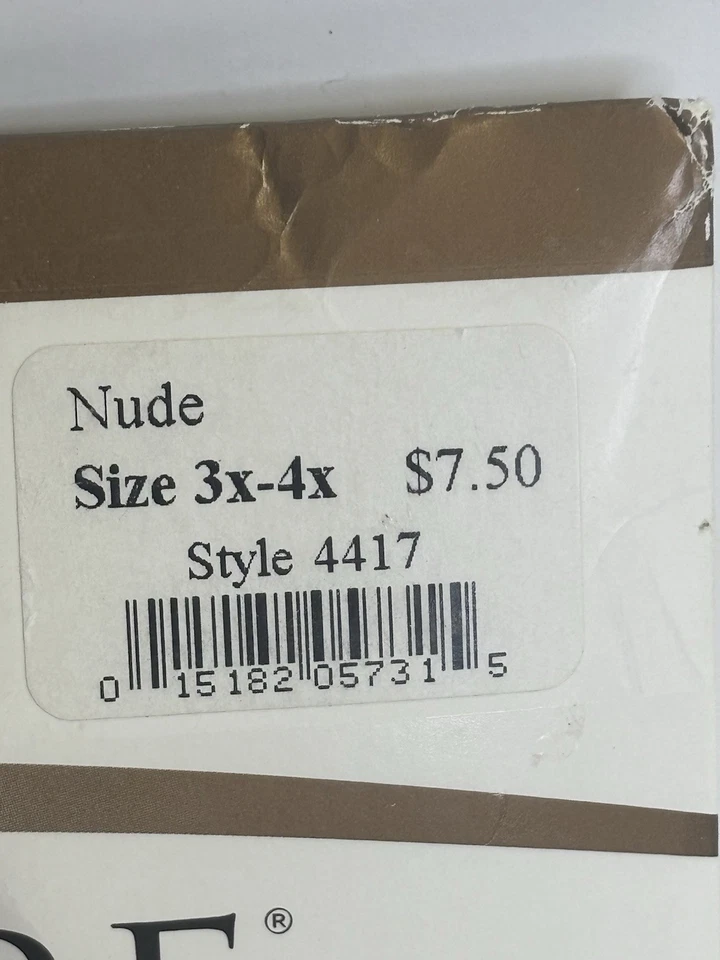 Nude
Size 3x-4x $7.50
Style 4417
0 15182 05731 5
®